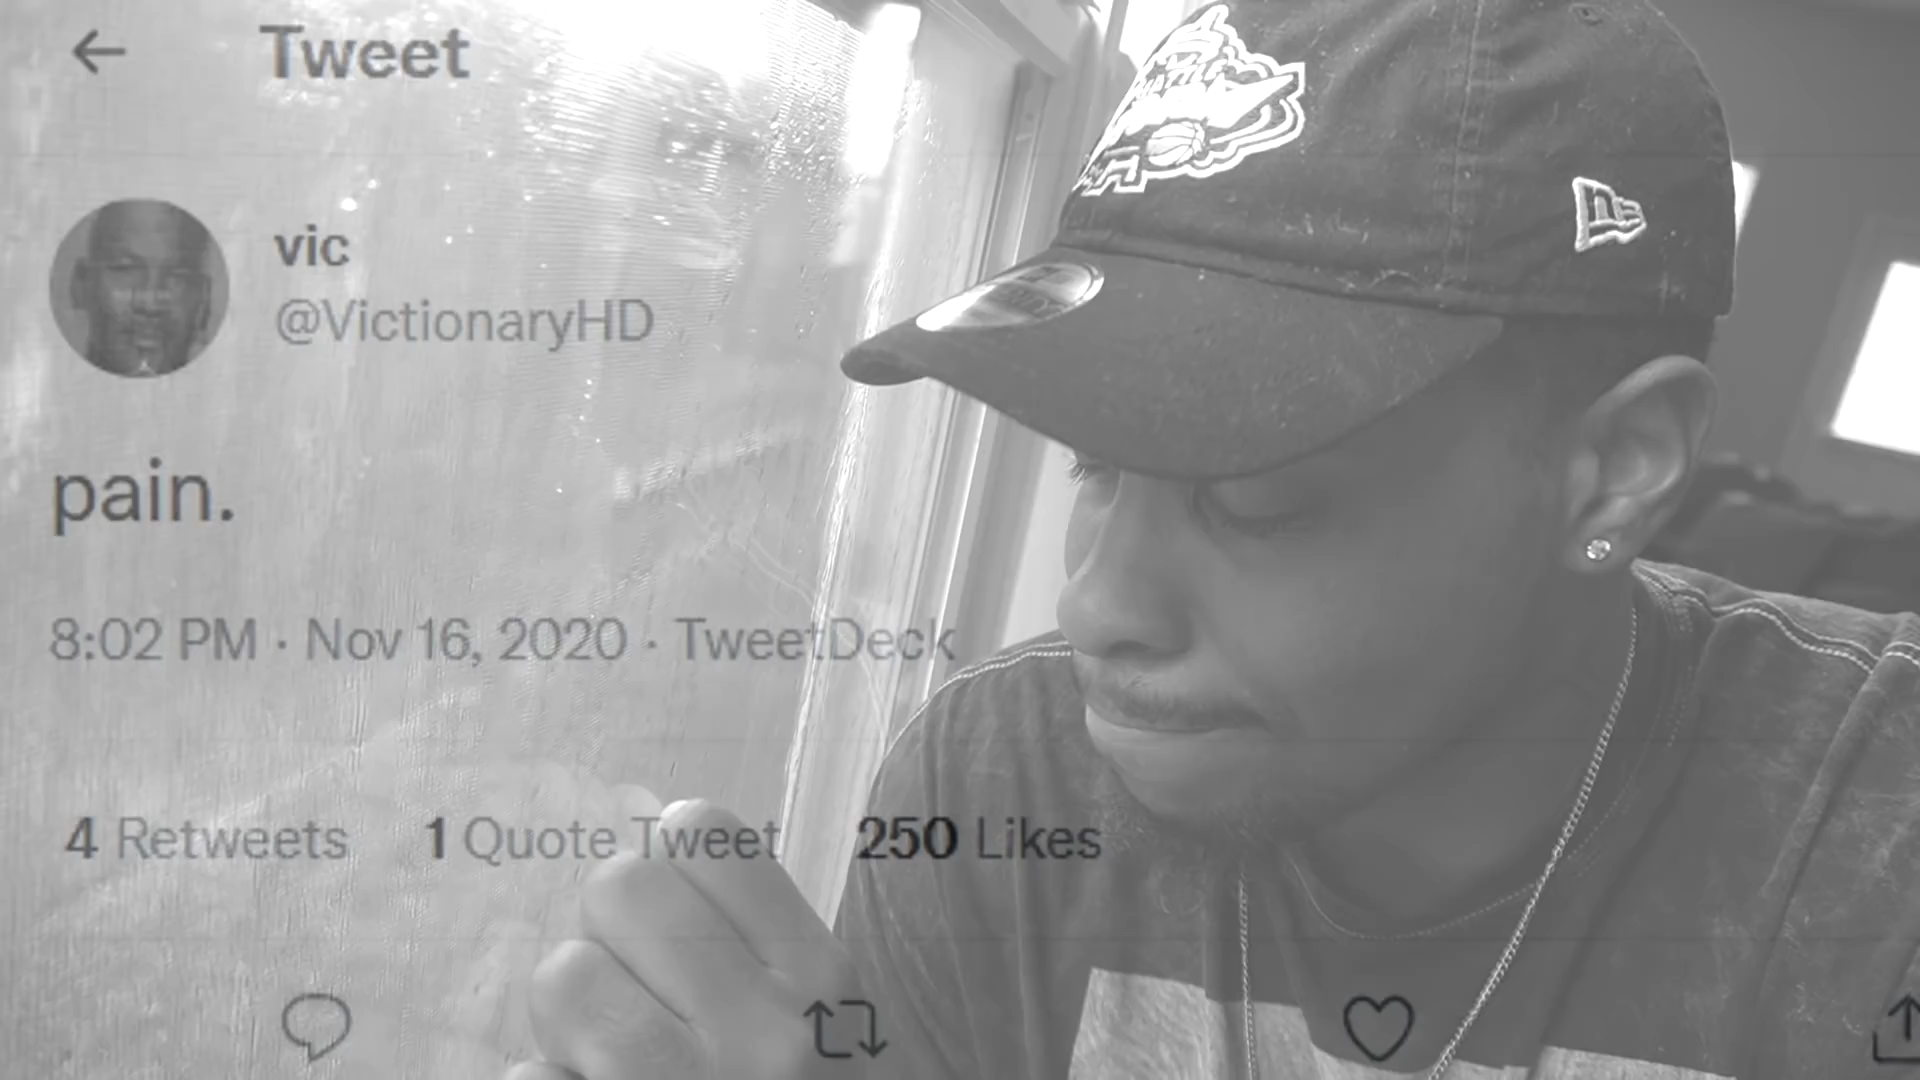 Tweet
vic
@VictionaryHD
pain.
8:02 PM · Nov 16, 2020 · TweetDeck
4 Retweets 1 Quote Tweet 250 Likes